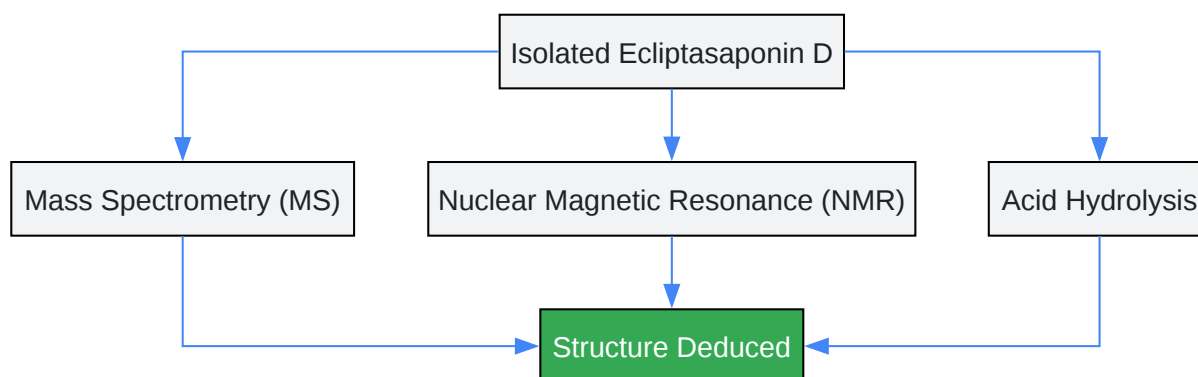 Isolated Ecliptasaponin D
Mass Spectrometry (MS)
Nuclear Magnetic Resonance (NMR)
Acid Hydrolysis
Structure Deduced